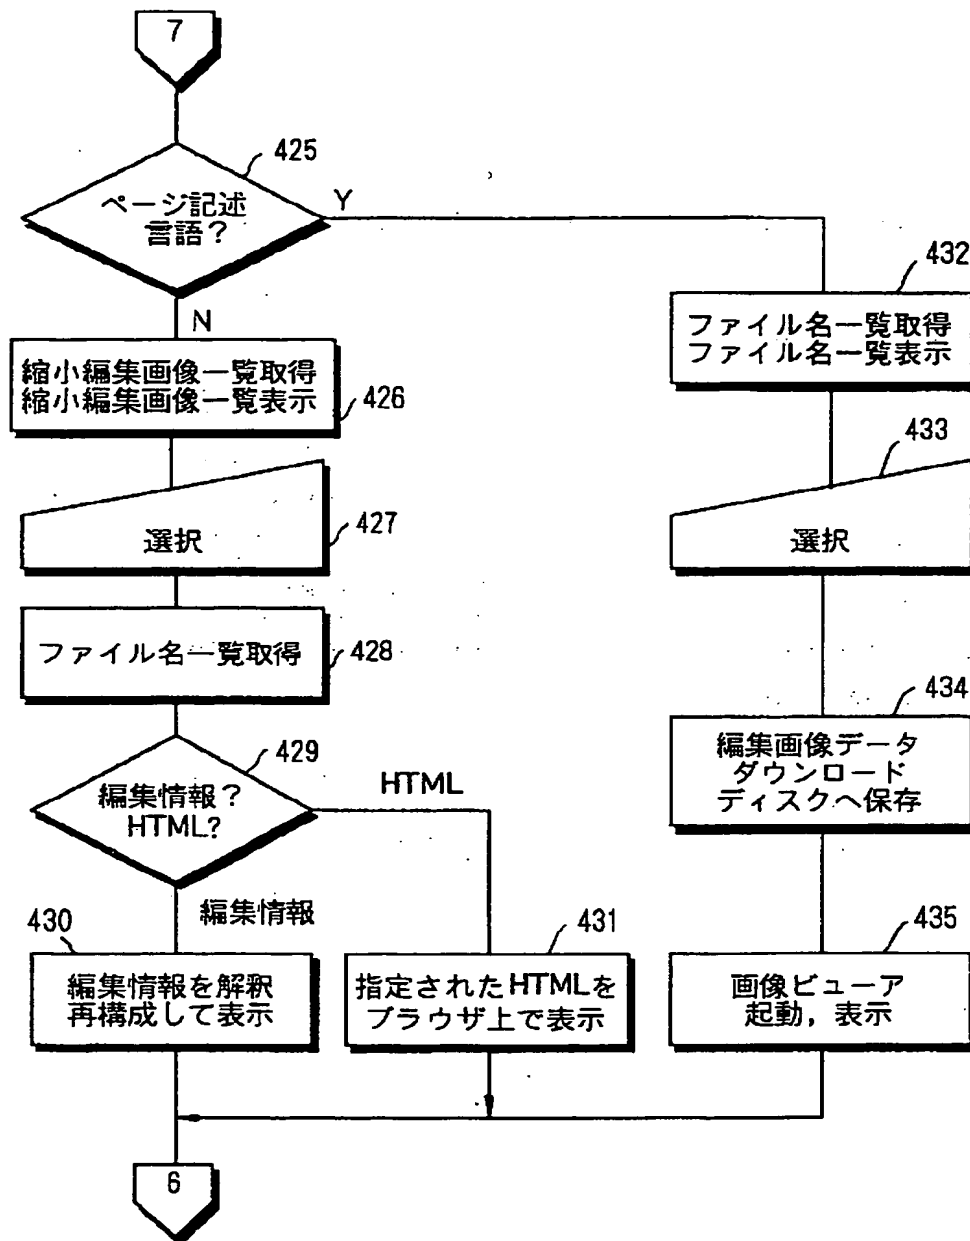 7
425
ページ記述
言語?
Y
N
縮小編集画像一覧取得
縮小編集画像一覧表示
426
選択
427
ファイル名一覧取得
428
429
編集情報?
HTML?
HTML
編集情報
430
編集情報を解釈
再構成して表示
431
指定されたHTMLを
ブラウザ上で表示
432
ファイル名一覧取得
ファイル名一覧表示
433
選択
434
編集画像データ
ダウンロード
ディスクへ保存
435
画像ビューア
起動,表示
6